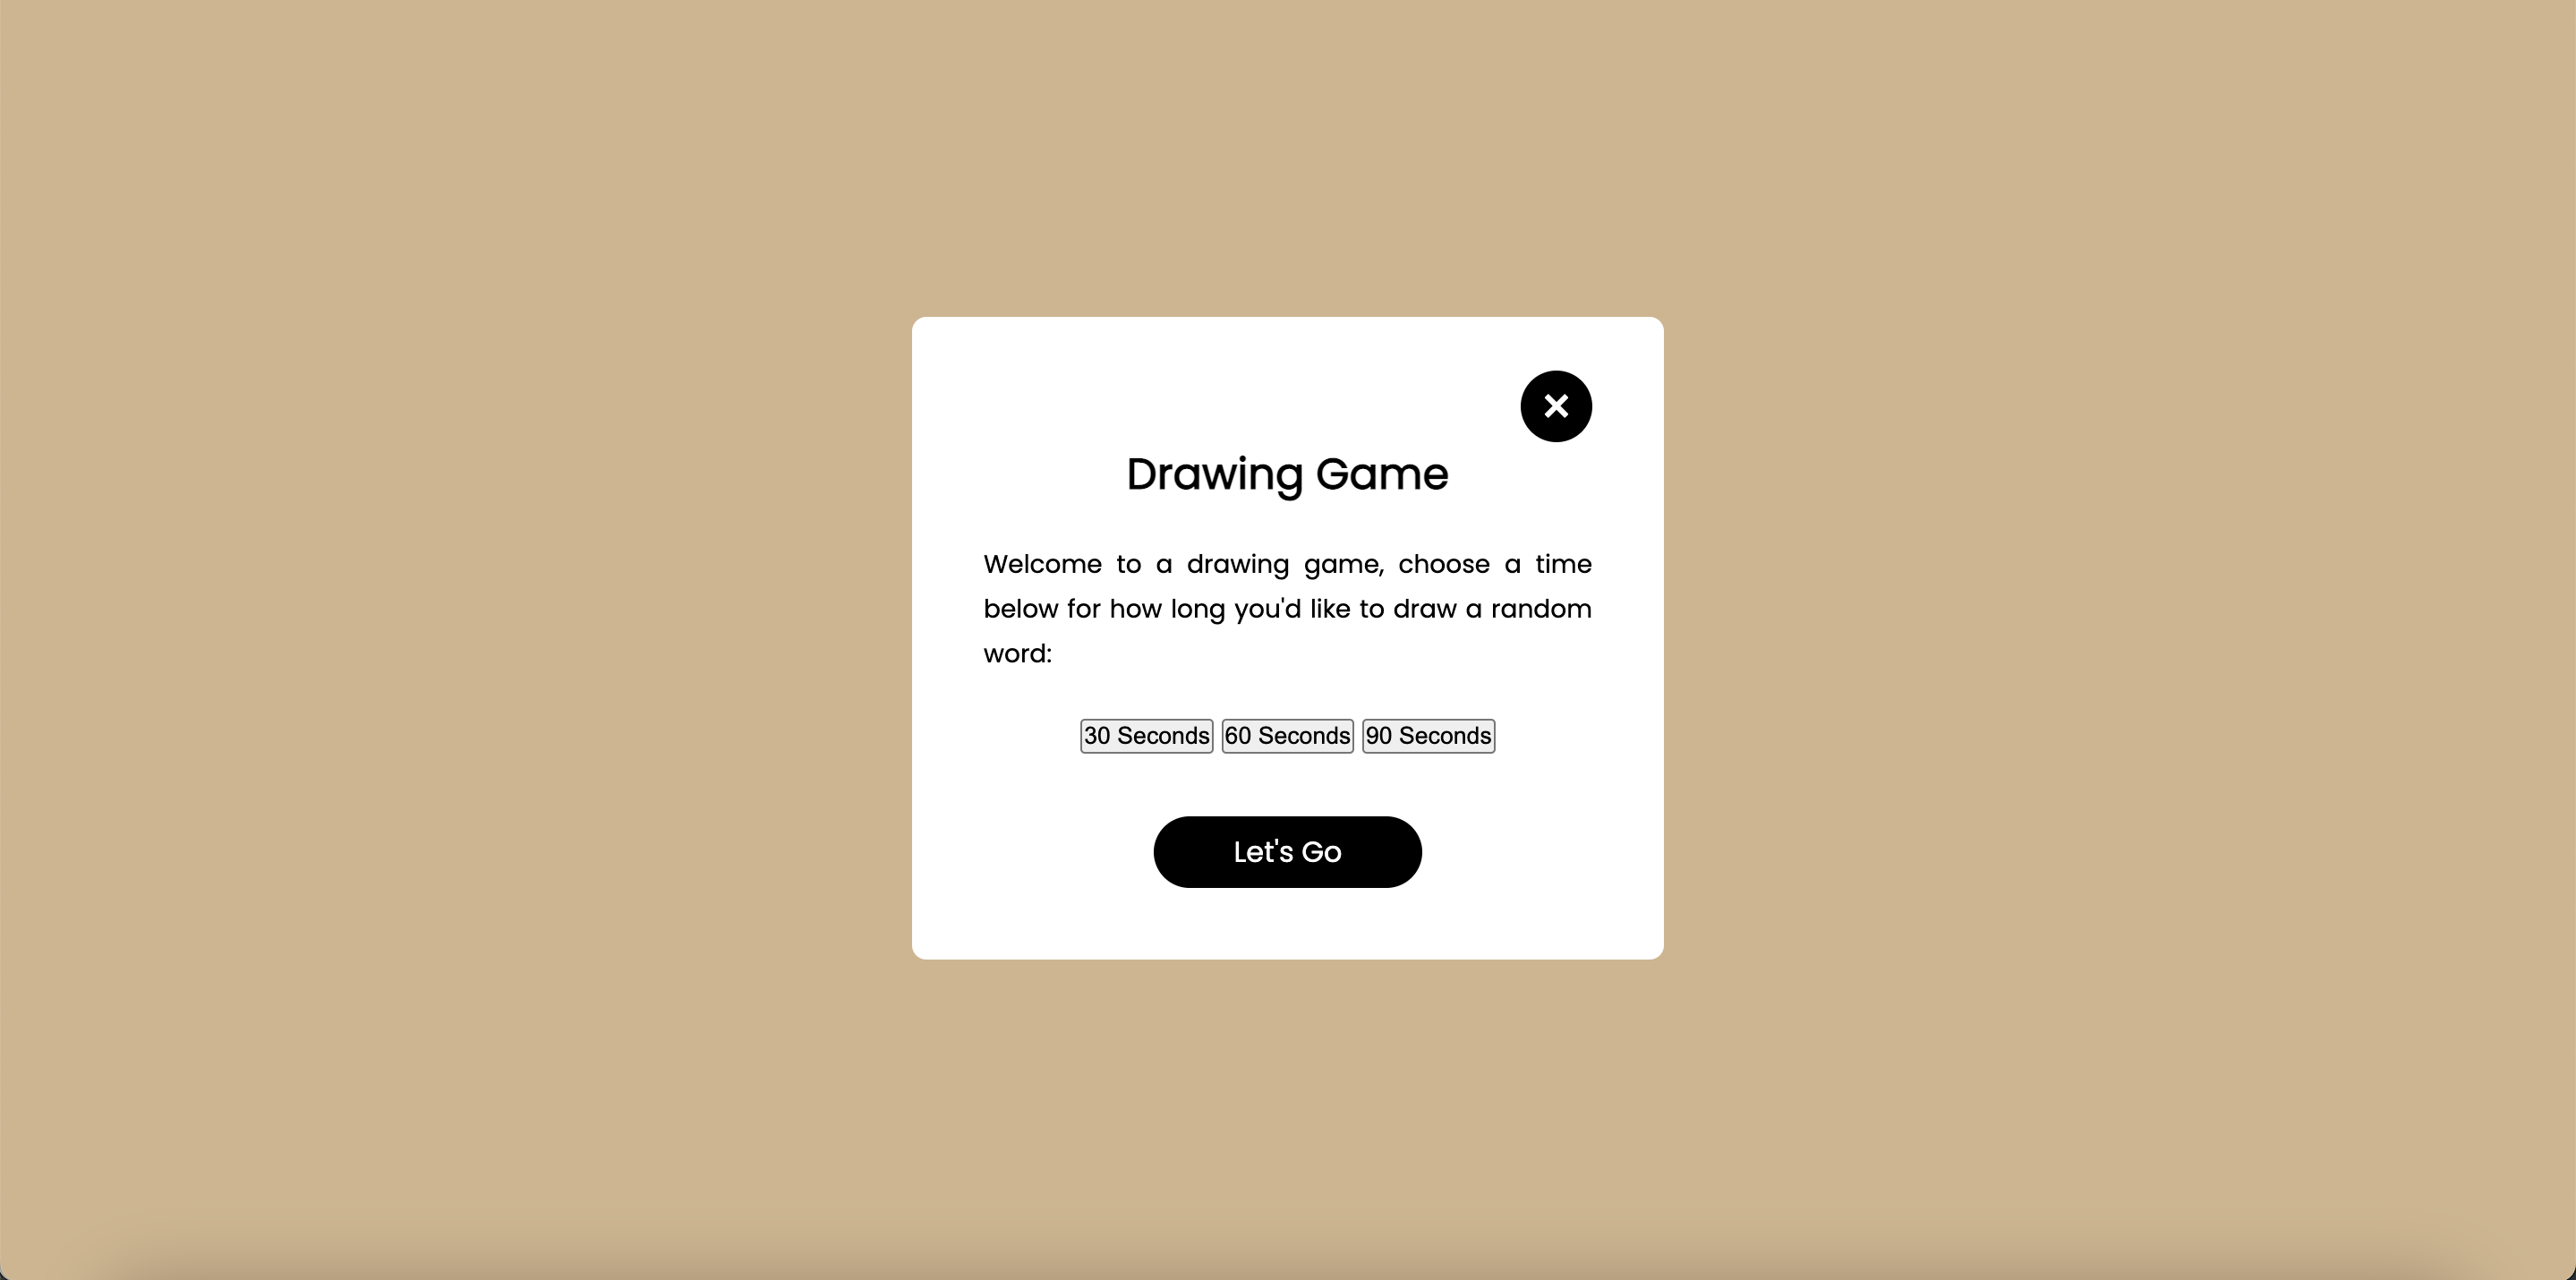 Drawing Game
Welcome to a drawing game, choose a time
below for how long you'd like to draw a random
word:
30 Seconds 60 Seconds 90 Seconds
Let's Go